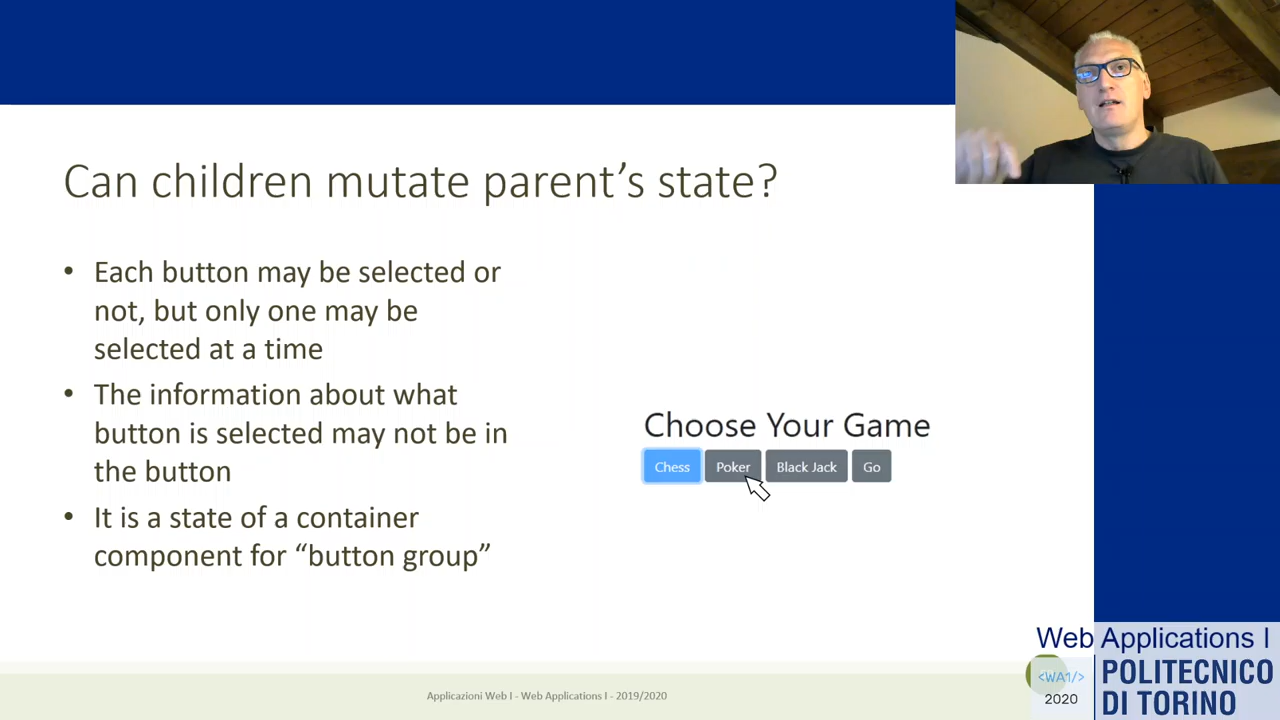 Can children mutate parent’s state?
• Each button may be selected or
not, but only one may be
selected at a time
• The information about what
button is selected may not be in
the button
• It is a state of a container
component for “button group”
Choose Your Game
Chess Poker Black Jack Go
Applicazioni Web I - Web Applications I - 2019/2020
Web Applications I
<WA1/>
2020
POLITECNICO
DI TORINO